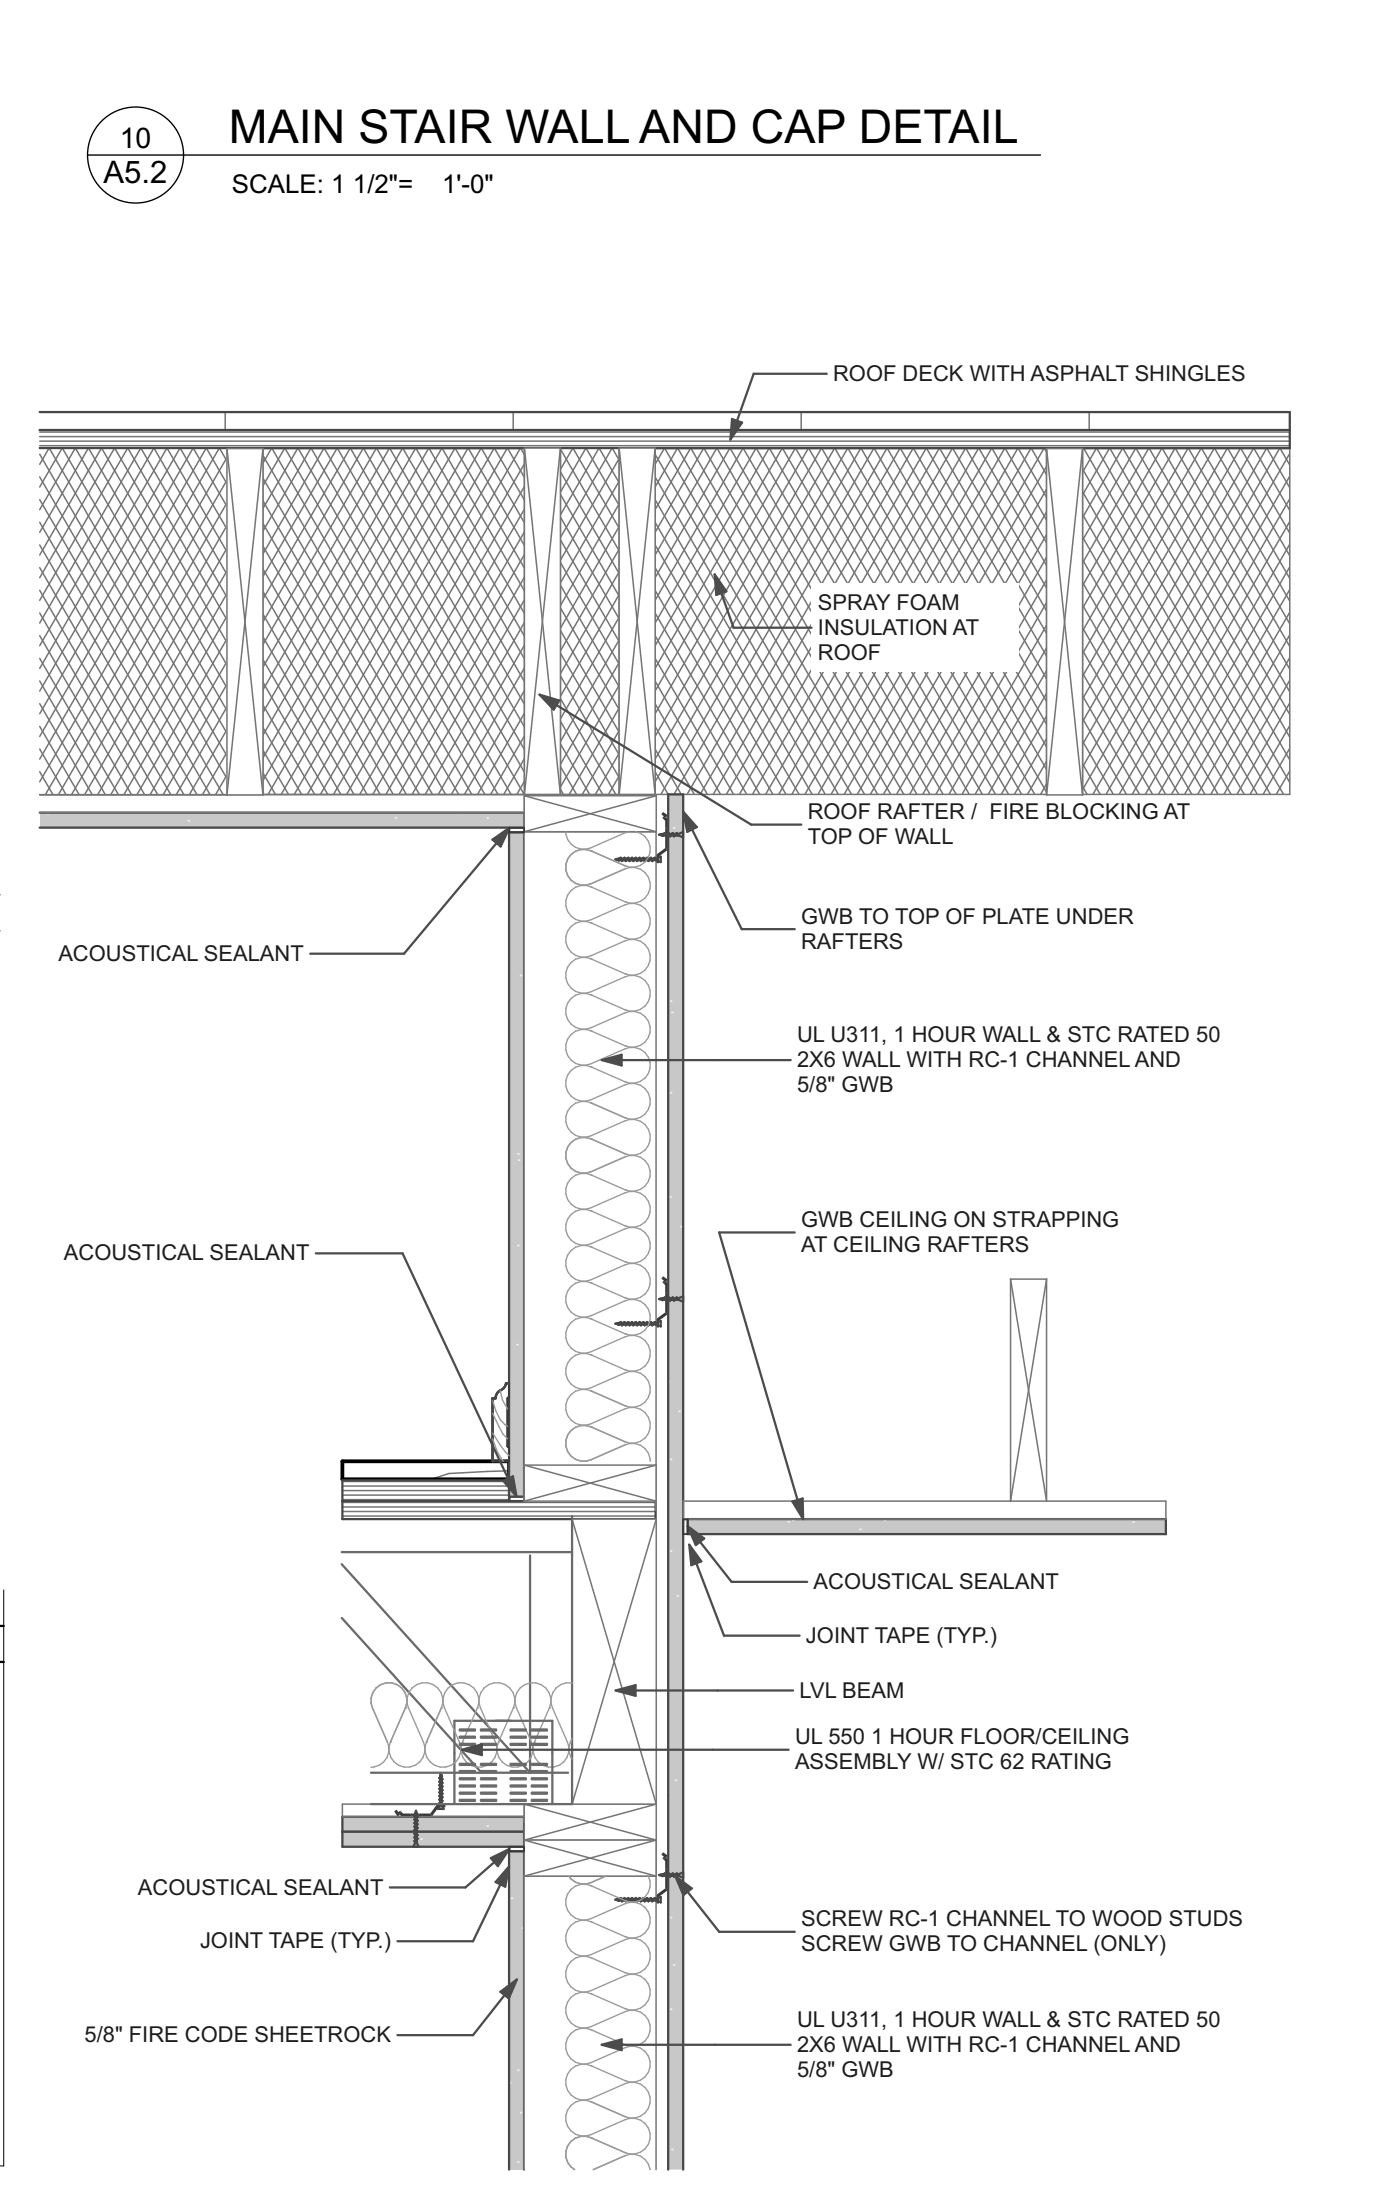 10
A5.2
MAIN STAIR WALL AND CAP DETAIL
SCALE: 1 1/2"= 1'-0"
ROOF DECK WITH ASPHALT SHINGLES
SPRAY FOAM
INSULATION AT
ROOF
ROOF RAFTER / FIRE BLOCKING AT
TOP OF WALL
GWB TO TOP OF PLATE UNDER
RAFTERS
ACOUSTICAL SEALANT
UL U311, 1 HOUR WALL & STC RATED 50
2X6 WALL WITH RC-1 CHANNEL AND
5/8" GWB
GWB CEILING ON STRAPPING
AT CEILING RAFTERS
ACOUSTICAL SEALANT
ACOUSTICAL SEALANT
JOINT TAPE (TYP.)
LVL BEAM
UL 550 1 HOUR FLOOR/CEILING
ASSEMBLY W/ STC 62 RATING
ACOUSTICAL SEALANT
JOINT TAPE (TYP.)
SCREW RC-1 CHANNEL TO WOOD STUDS
SCREW GWB TO CHANNEL (ONLY)
5/8" FIRE CODE SHEETROCK
UL U311, 1 HOUR WALL & STC RATED 50
2X6 WALL WITH RC-1 CHANNEL AND
5/8" GWB